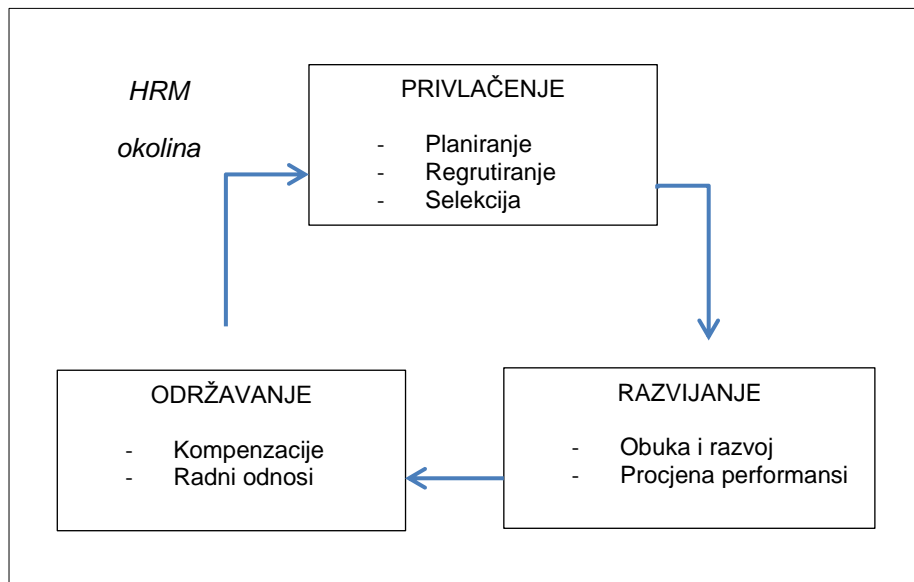 HRM
okolina
PRIVLAČENJE
- Planiranje
- Regrutiranje
- Selekcija
ODRŽAVANJE
- Kompenzacije
- Radni odnosi
RAZVIJANJE
- Obuka i razvoj
- Procjena performansi